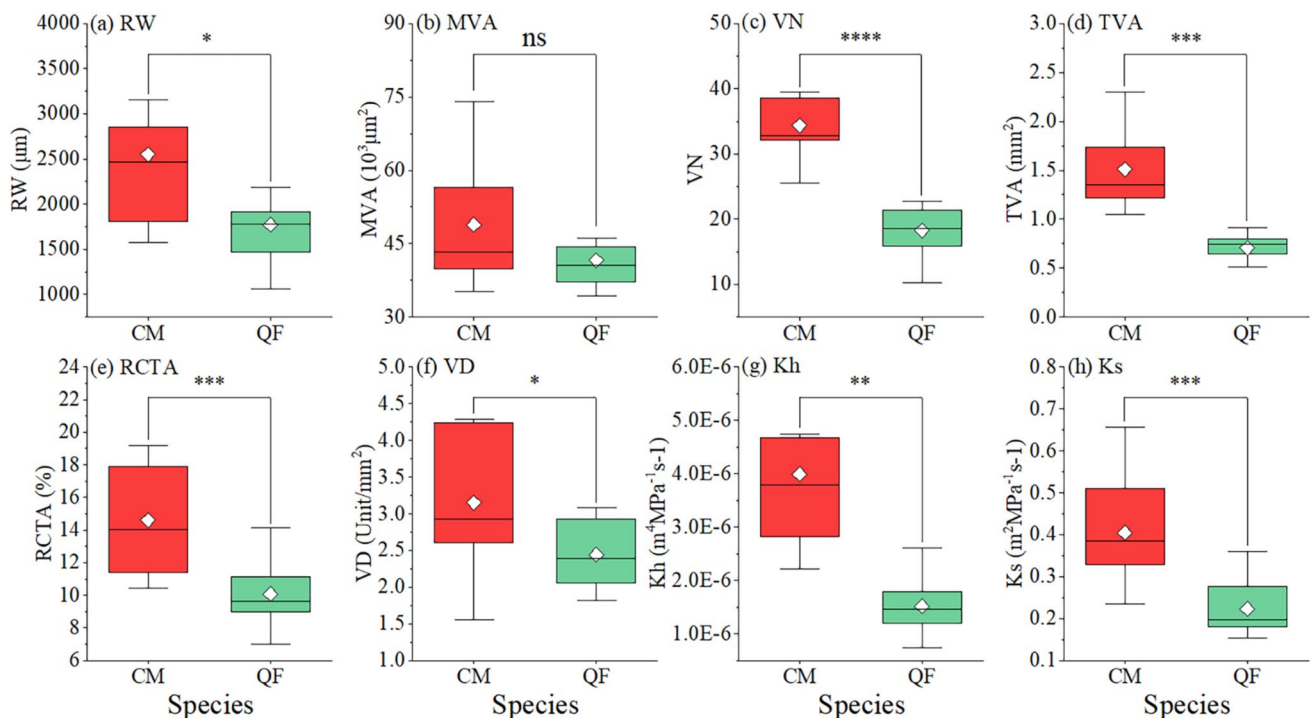 (a) RW
*
4000
3500
3000
2500
2000
1500
1000
RW (μm)
CM QF
(b) MVA
ns
90
75
60
45
30
MVA (10³μm²)
CM QF
(c) VN
****
50
40
30
20
10
VN
CM QF
(d) TVA
***
3.0
2.5
2.0
1.5
1.0
0.5
0.0
TVA (mm²)
CM QF
(e) RCTA
***
24
22
20
18
16
14
12
10
8
6
RCTA (%)
CM QF
Species
(f) VD
*
5.0
4.5
4.0
3.5
3.0
2.5
2.0
1.5
1.0
VD (Unit/mm²)
CM QF
Species
(g) Kh
**
6.0E-6
5.0E-6
4.0E-6
3.0E-6
2.0E-6
1.0E-6
Kh (m⁴MPa⁻¹s-1)
CM QF
Species
(h) Ks
***
0.8
0.7
0.6
0.5
0.4
0.3
0.2
0.1
Ks (m²MPa⁻¹s-1)
CM QF
Species